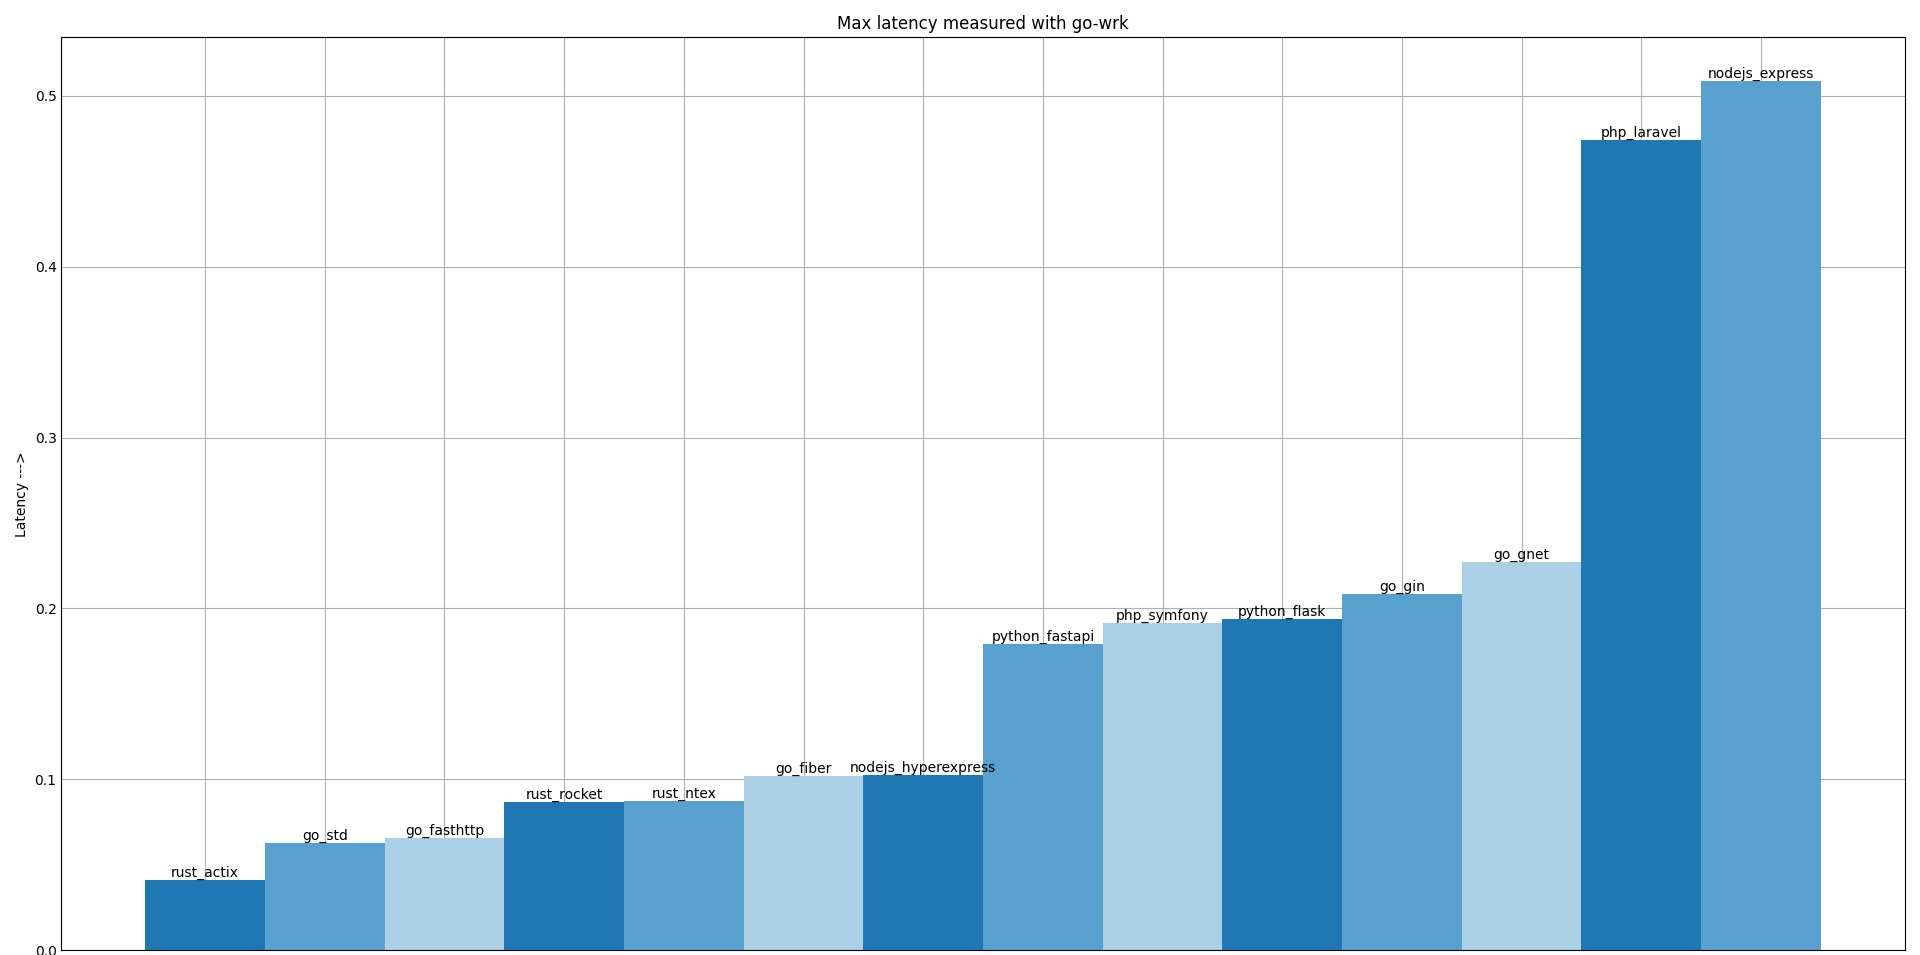 Max latency measured with go-wrk
nodejs_express
0.5
php_laravel
0.4
0.3
Latency --->
go_gnet
go_gin
0.2
python_flask
php_symfony
python_fastapi
0.1
nodejs_hyperexpress
go_fiber
rust_ntex
rust_rocket
go_fasthttp
go_std
rust_actix
0.0